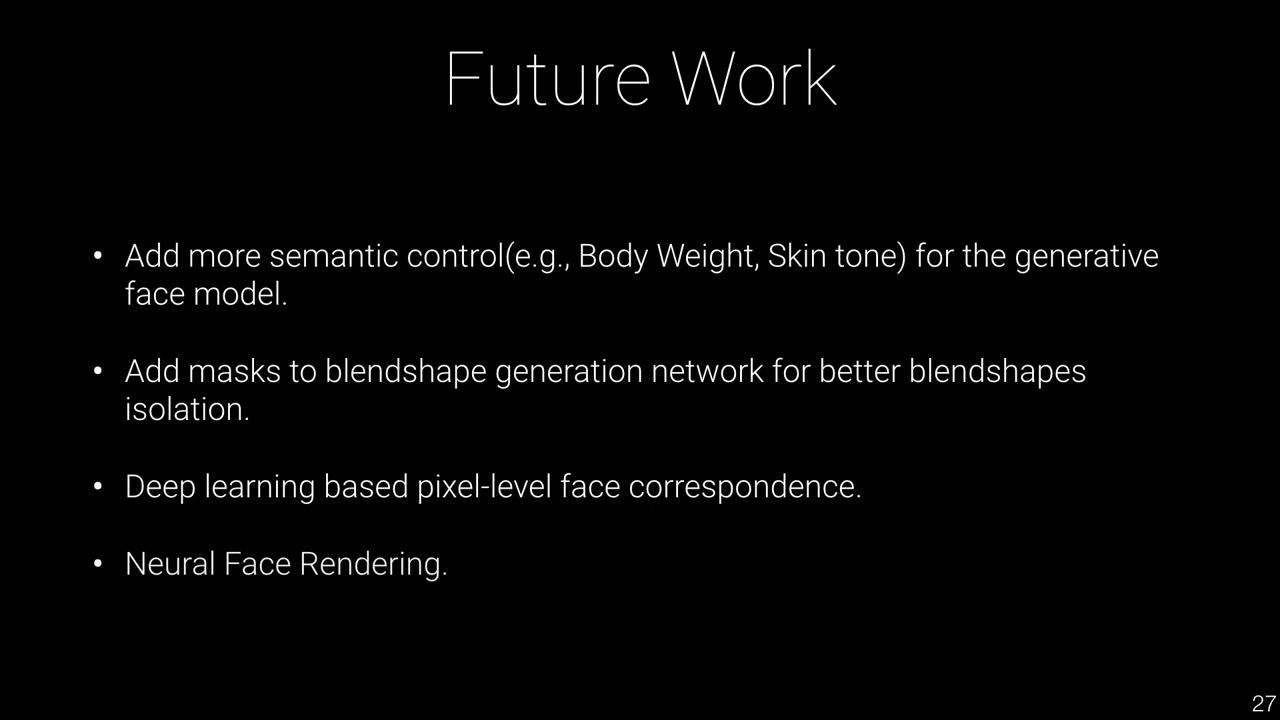 Future Work
• Add more semantic control(e.g., Body Weight, Skin tone) for the generative
face model.
• Add masks to blendshape generation network for better blendshapes
isolation.
• Deep learning based pixel-level face correspondence.
• Neural Face Rendering.
27